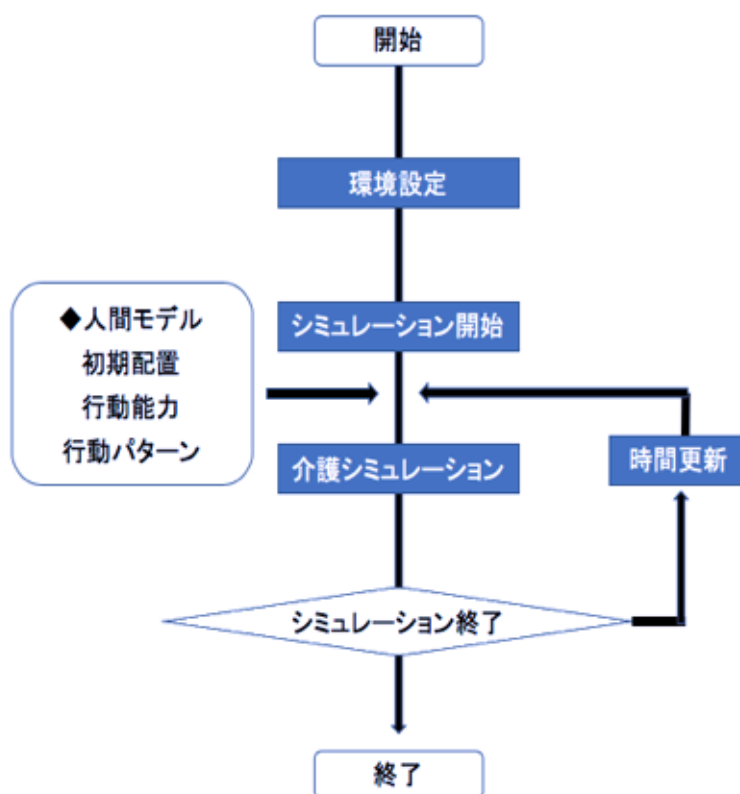 開始
環境設定
シミュレーション開始
◆人間モデル
初期配置
行動能力
行動パターン
介護シミュレーション
時間更新
シミュレーション終了
終了